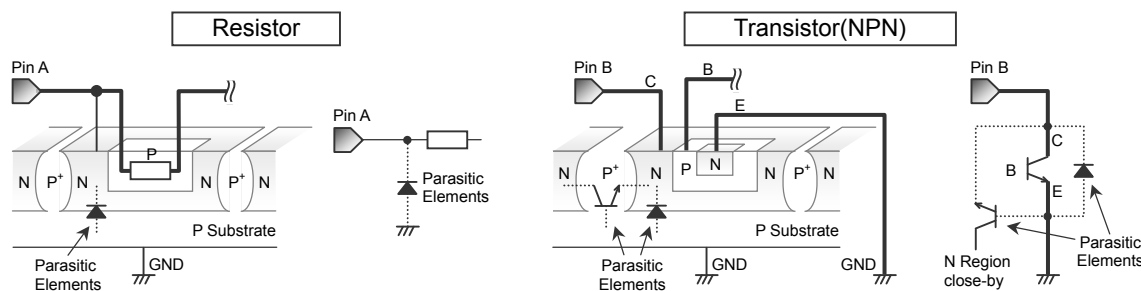 Resistor
Pin A
P
N
P+
N
N
P+
N
P Substrate
Parasitic
Elements
GND
Pin A
Parasitic
Elements
Transistor(NPN)
Pin B
C
B
E
N
P+
N
P
N
N
P+
N
P Substrate
Parasitic
Elements
GND
GND
Pin B
C
B
E
Parasitic
Elements
N Region
close-by